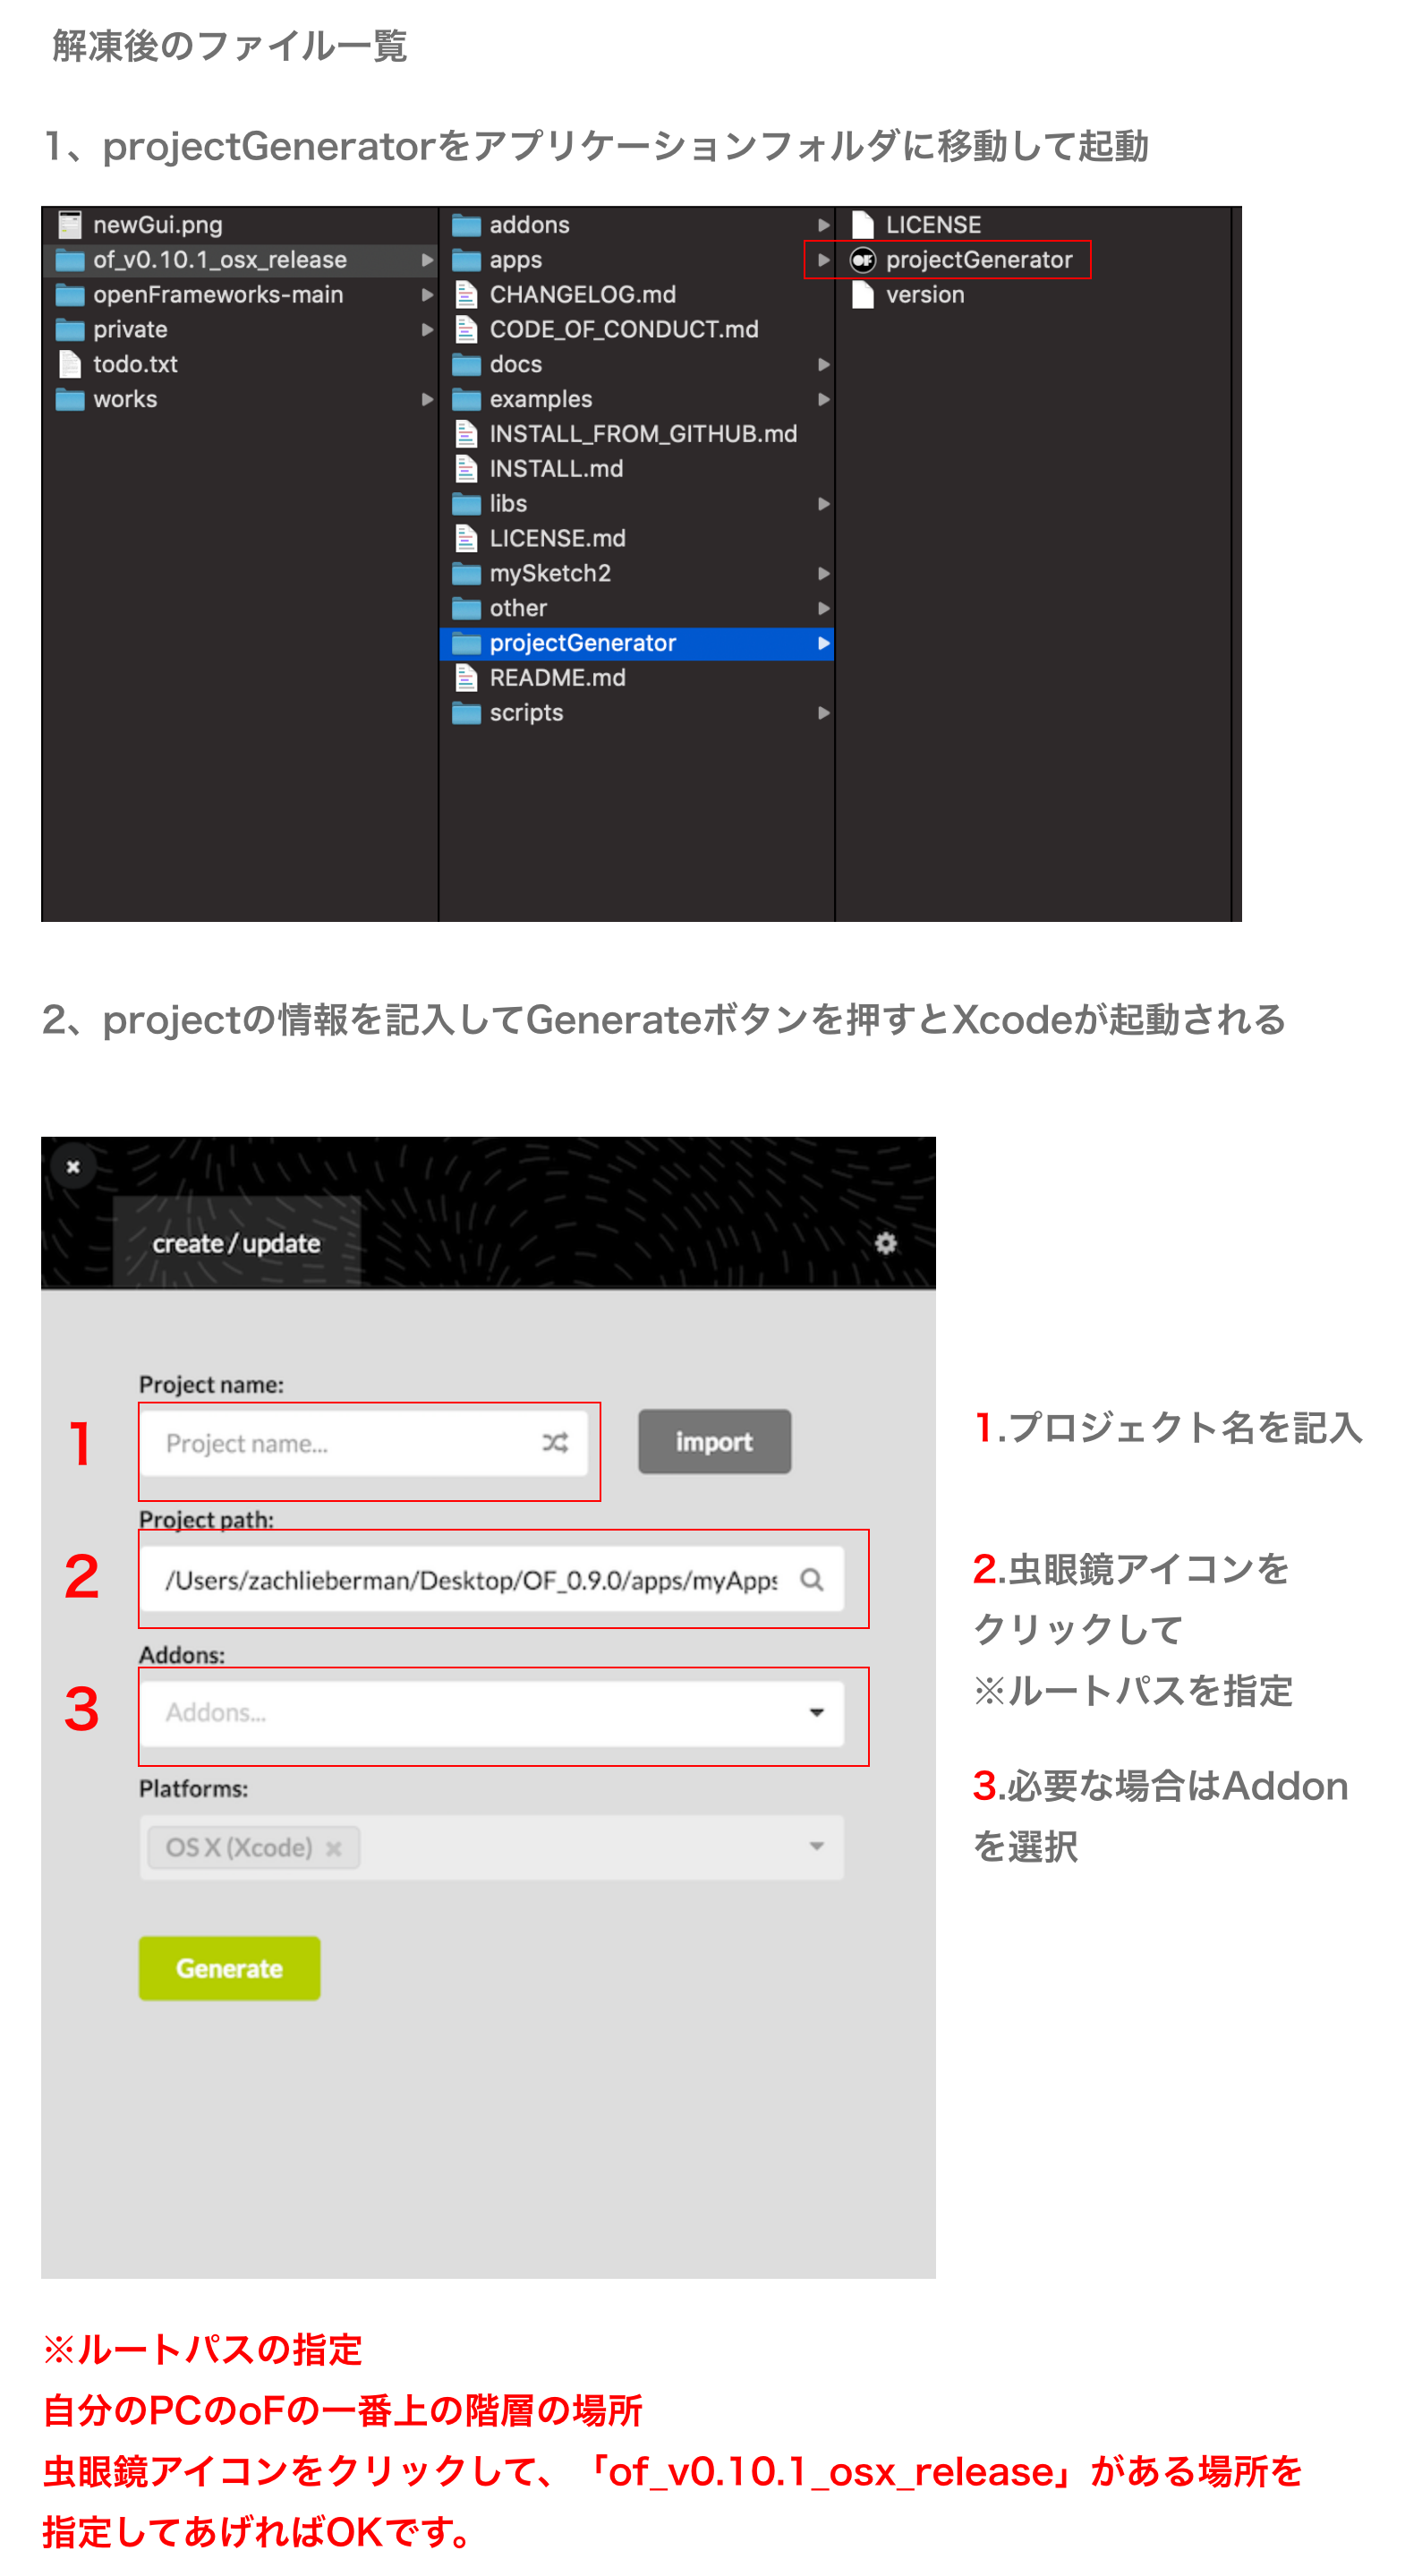 解凍後のファイル一覧
1、projectGeneratorをアプリケーションフォルダに移動して起動
newGui.png
of_v0.10.1_osx_release
openFrameworks-main
private
todo.txt
works
addons
apps
CHANGELOG.md
CODE_OF_CONDUCT.md
docs
examples
INSTALL_FROM_GITHUB.md
INSTALL.md
libs
LICENSE.md
mySketch2
other
projectGenerator
README.md
scripts
LICENSE
OF projectGenerator
version
2、projectの情報を記入してGenerateボタンを押すとXcodeが起動される
create / update
Project name:
1
Project name...
import
Project path:
2
/Users/zachlieberman/Desktop/OF_0.9.0/apps/myApps
Addons:
3
Addons...
Platforms:
OS X (Xcode)
Generate
1.プロジェクト名を記入
2.虫眼鏡アイコンを
クリックして
※ルートパスを指定
3.必要な場合はAddon
を選択
※ルートパスの指定
自分のPCのoFの一番上の階層の場所
虫眼鏡アイコンをクリックして、「of_v0.10.1_osx_release」がある場所を
指定してあげればOKです。